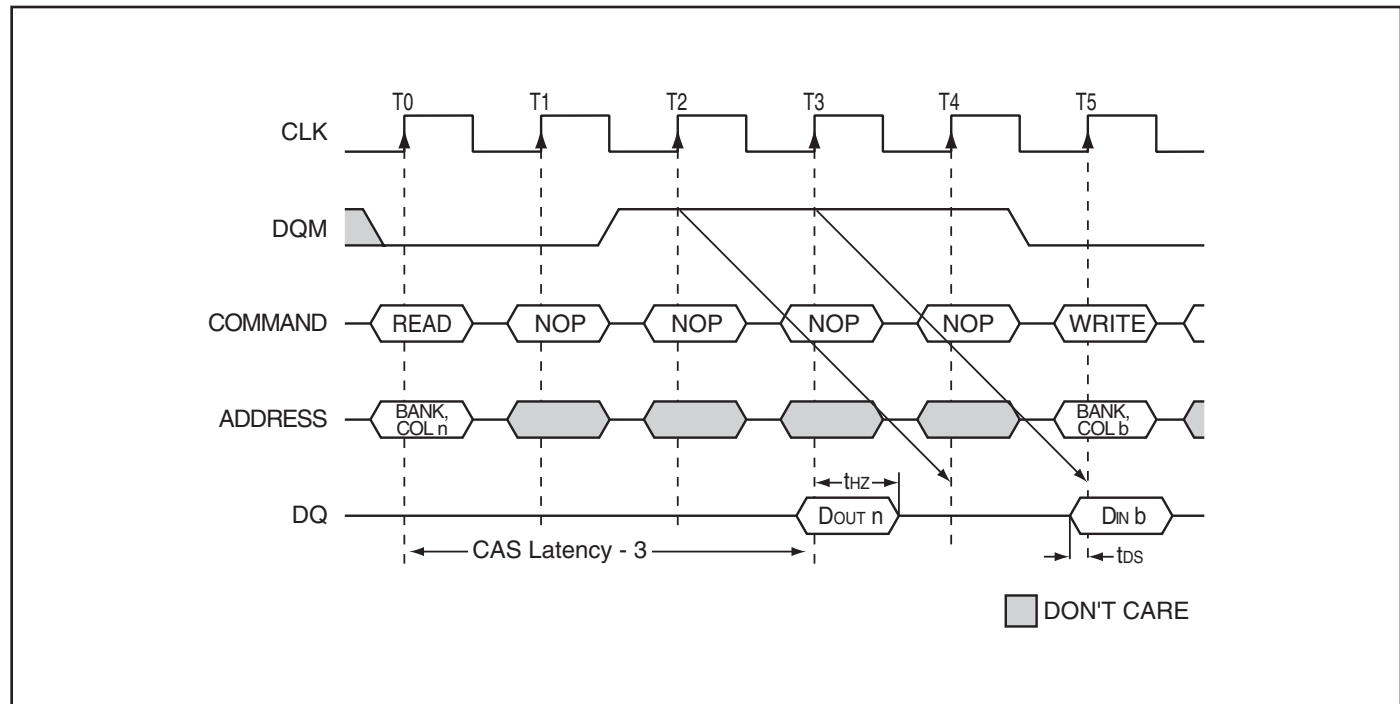 T0 T1 T2 T3 T4 T5
CLK
DQM
COMMAND READ NOP NOP NOP NOP WRITE
ADDRESS BANK, COL n BANK, COL b
tHZ
DQ DOUT n DIN b
CAS Latency - 3 tDS
DON'T CARE